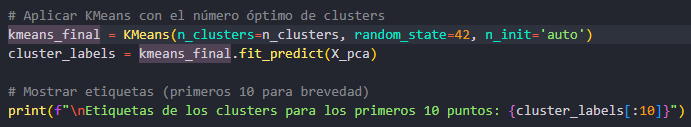 # Aplicar KMeans con el número óptimo de clusters
kmeans_final = KMeans(n_clusters=n_clusters, random_state=42, n_init='auto')
cluster_labels = kmeans_final.fit_predict(X_pca)
# Mostrar etiquetas (primeros 10 para brevedad)
print(f"\nEtiquetas de los clusters para los primeros 10 puntos: {cluster_labels[:10]}")